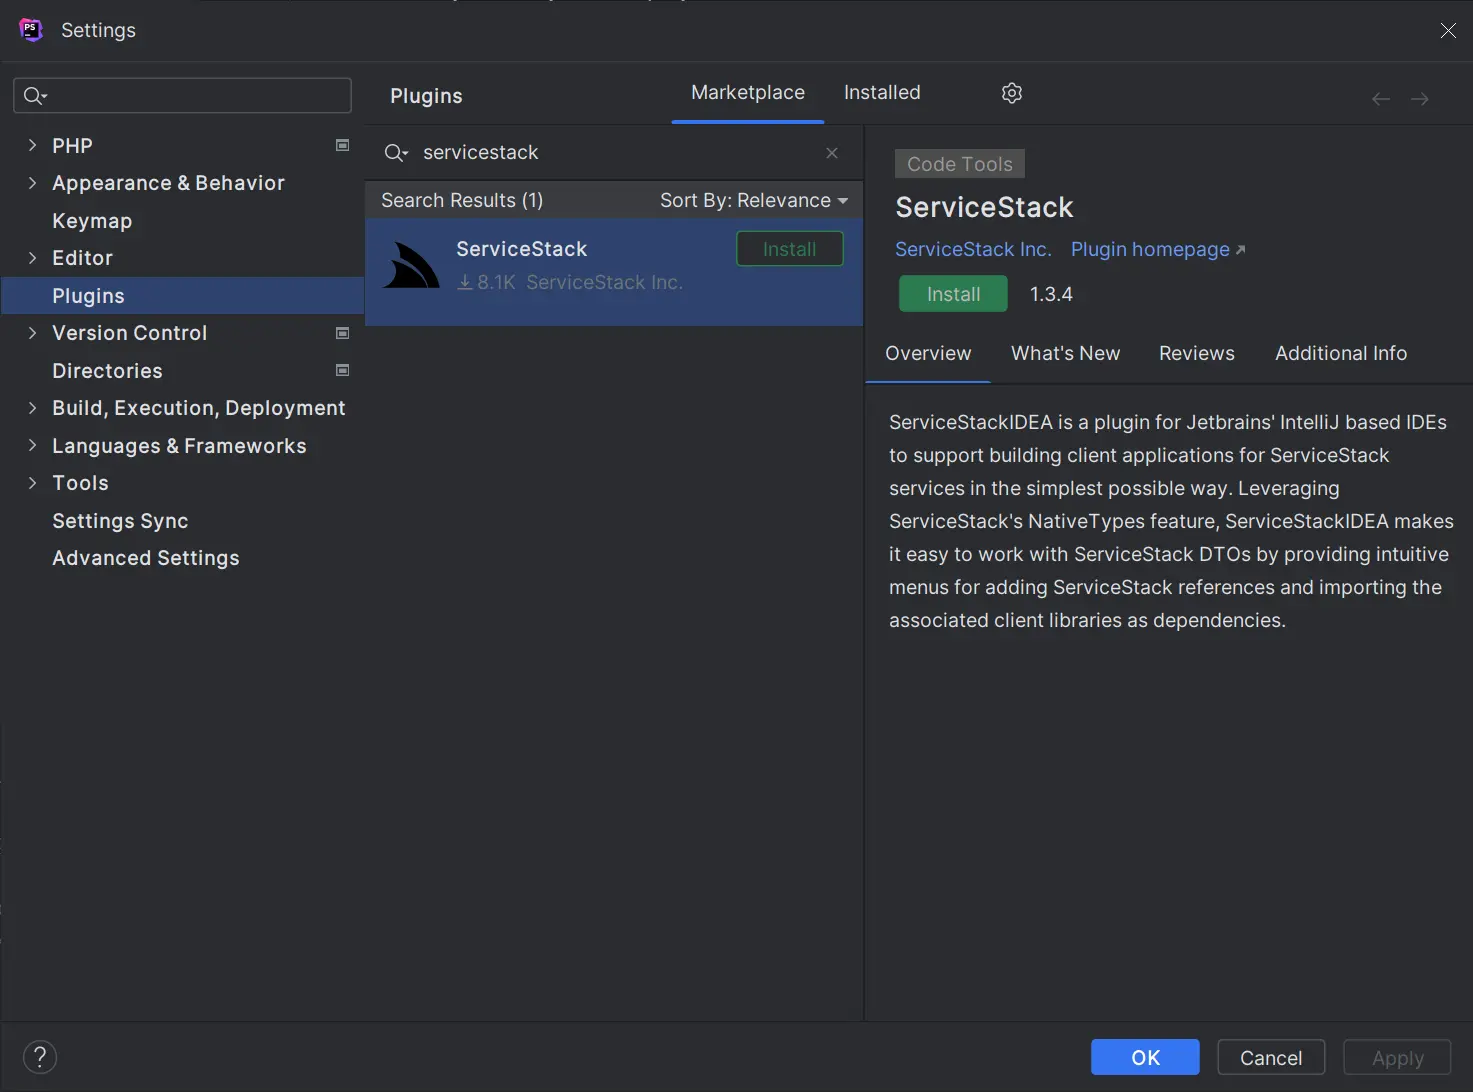 PS
Settings
Plugins
Marketplace
Installed
PHP
Appearance & Behavior
Keymap
Editor
Plugins
Version Control
Directories
Build, Execution, Deployment
Languages & Frameworks
Tools
Settings Sync
Advanced Settings
servicestack
Search Results (1)
Sort By: Relevance
ServiceStack
Install
8.1K ServiceStack Inc.
Code Tools
ServiceStack
ServiceStack Inc. Plugin homepage
Install 1.3.4
Overview
What's New
Reviews
Additional Info
ServiceStackIDEA is a plugin for Jetbrains' IntelliJ based IDEs
to support building client applications for ServiceStack
services in the simplest possible way. Leveraging
ServiceStack's NativeTypes feature, ServiceStackIDEA makes
it easy to work with ServiceStack DTOs by providing intuitive
menus for adding ServiceStack references and importing the
associated client libraries as dependencies.
?
OK
Cancel
Apply